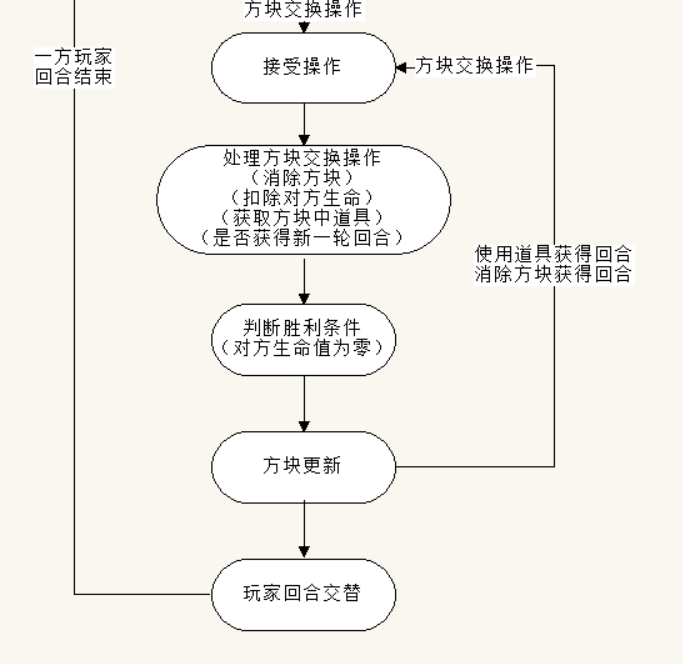 方块交换操作
一方玩家
回合结束
接受操作
方块交换操作
处理方块交换操作
（消除方块）
（扣除对方生命）
（获取方块中道具）
（是否获得新一轮回合）
使用道具获得回合
消除方块获得回合
判断胜利条件
（对方生命值为零）
方块更新
玩家回合交替